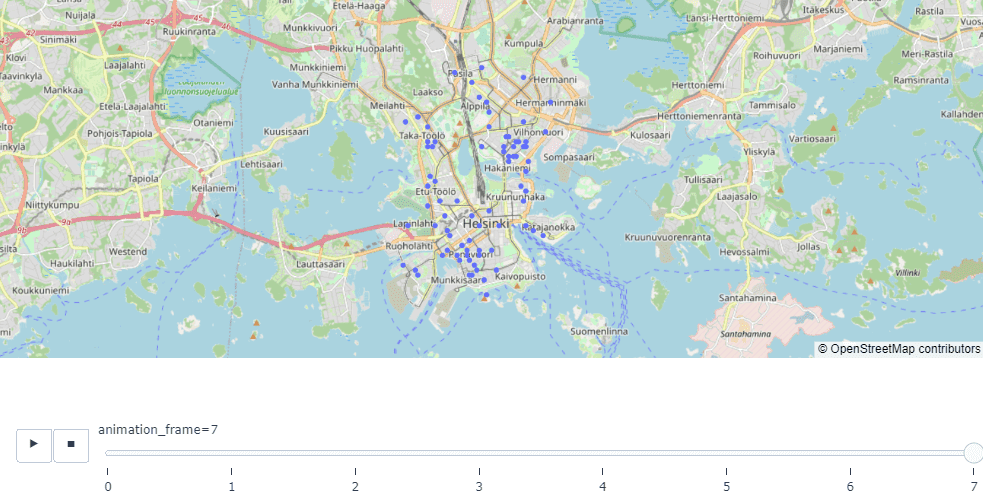 Etelä-Haaga
Länsi-Herttoniemi
Itäkeskus
Rastila
Nuijala
Ruukinranta
Munkkivuori
Arabianranta
Sinimäki
Pikku Huopalahti
Kumpula
Marjaniemi
Meri-Rastila
Klovi
Laajalahti
Munkkiniemi
Pasila
Hermanni
Roihuvuori
Ramsinranta
Mankkaa
Vanha Munkkiniemi
Laakso
Herttoniemi
luonnonsuojelualue
Etelä-Laajalahti
Meilahti
Alppila
Hermanninmäki
Tammisalo
Kallahden
Otaniemi
Herttoniemenranta
Pohjois-Tapiola
Kuusisaari
Taka-Töölö
Vilhonvuori
Kulosaari
Vartiosaari
Yliskylä
Lehtisaari
Sompasaari
Hakaniemi
Tapiola
Keilaniemi
Etu-Töölö
Tullisaari
Niittykumpu
Kruununhaka
Laajasalo
9a
9b
Lapinlahti
Helsinki
Katajanokka
Kruunuvuorenranta
Westend
Ruoholahti
Punavuori
Hevossalmi
Jollas
Haukilahti
Lauttasaari
Munkkisaari
Kaivopuisto
Villinki
Koukkuniemi
Santahamina
Suomenlinna
Santahamina
© OpenStreetMap contributors
animation_frame=7
0 1 2 3 4 5 6 7